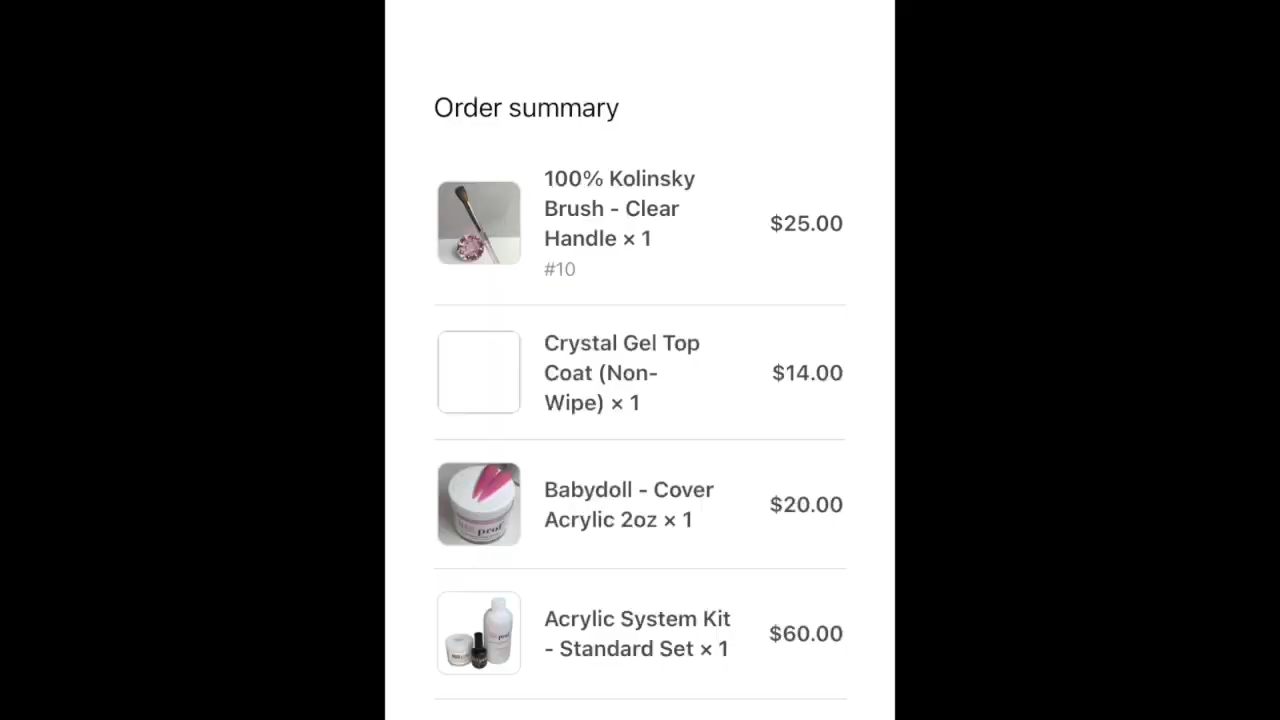 Order summary
100% Kolinsky
Brush - Clear
Handle × 1
#10
$25.00
Crystal Gel Top
Coat (Non-
Wipe) × 1
$14.00
Babydoll - Cover
Acrylic 2oz × 1
$20.00
Acrylic System Kit
- Standard Set × 1
$60.00